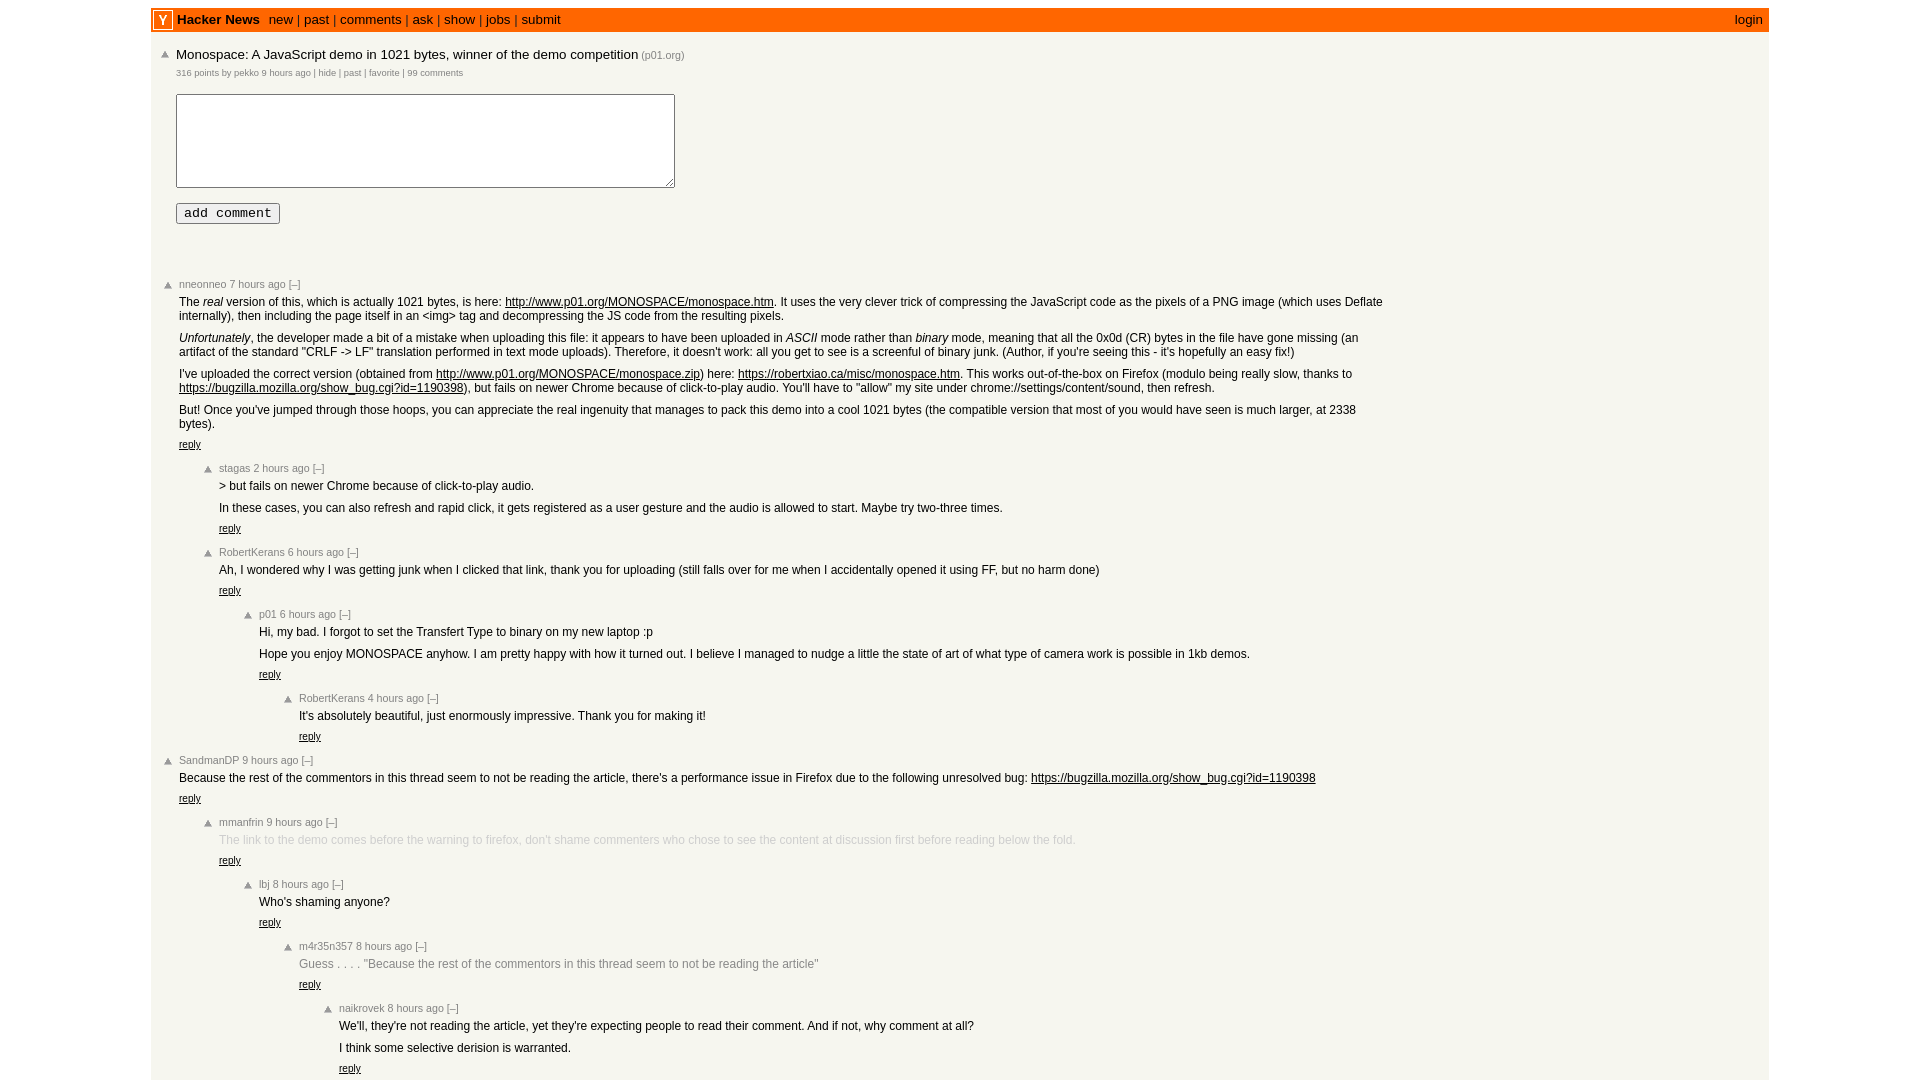 Y Hacker News new | past | comments | ask | show | jobs | submit login
Monospace: A JavaScript demo in 1021 bytes, winner of the demo competition (p01.org)
316 points by pekko 9 hours ago | hide | past | favorite | 99 comments
add comment
nneonneo 7 hours ago [–]
The real version of this, which is actually 1021 bytes, is here: http://www.p01.org/MONOSPACE/monospace.htm. It uses the very clever trick of compressing the JavaScript code as the pixels of a PNG image (which uses Deflate
internally), then including the page itself in an <img> tag and decompressing the JS code from the resulting pixels.
Unfortunately, the developer made a bit of a mistake when uploading this file: it appears to have been uploaded in ASCII mode rather than binary mode, meaning that all the 0x0d (CR) bytes in the file have gone missing (an
artifact of the standard "CRLF -> LF" translation performed in text mode uploads). Therefore, it doesn't work: all you get to see is a screenful of binary junk. (Author, if you're seeing this - it's hopefully an easy fix!)
I've uploaded the correct version (obtained from http://www.p01.org/MONOSPACE/monospace.zip) here: https://robertxiao.ca/misc/monospace.htm. This works out-of-the-box on Firefox (modulo being really slow, thanks to
https://bugzilla.mozilla.org/show_bug.cgi?id=1190398), but fails on newer Chrome because of click-to-play audio. You'll have to "allow" my site under chrome://settings/content/sound, then refresh.
But! Once you've jumped through those hoops, you can appreciate the real ingenuity that manages to pack this demo into a cool 1021 bytes (the compatible version that most of you would have seen is much larger, at 2338
bytes).
reply
stagas 2 hours ago [–]
> but fails on newer Chrome because of click-to-play audio.
In these cases, you can also refresh and rapid click, it gets registered as a user gesture and the audio is allowed to start. Maybe try two-three times.
reply
RobertKerans 6 hours ago [–]
Ah, I wondered why I was getting junk when I clicked that link, thank you for uploading (still falls over for me when I accidentally opened it using FF, but no harm done)
reply
p01 6 hours ago [–]
Hi, my bad. I forgot to set the Transfert Type to binary on my new laptop :p
Hope you enjoy MONOSPACE anyhow. I am pretty happy with how it turned out. I believe I managed to nudge a little the state of art of what type of camera work is possible in 1kb demos.
reply
RobertKerans 4 hours ago [–]
It's absolutely beautiful, just enormously impressive. Thank you for making it!
reply
SandmanDP 9 hours ago [–]
Because the rest of the commentors in this thread seem to not be reading the article, there's a performance issue in Firefox due to the following unresolved bug: https://bugzilla.mozilla.org/show_bug.cgi?id=1190398
reply
mmanfrin 9 hours ago [–]
The link to the demo comes before the warning to firefox, don't shame commenters who chose to see the content at discussion first before reading below the fold.
reply
lbj 8 hours ago [–]
Who's shaming anyone?
reply
m4r35n357 8 hours ago [–]
Guess . . . . "Because the rest of the commentors in this thread seem to not be reading the article"
reply
naikrovek 8 hours ago [–]
We'll, they're not reading the article, yet they're expecting people to read their comment. And if not, why comment at all?
I think some selective derision is warranted.
reply